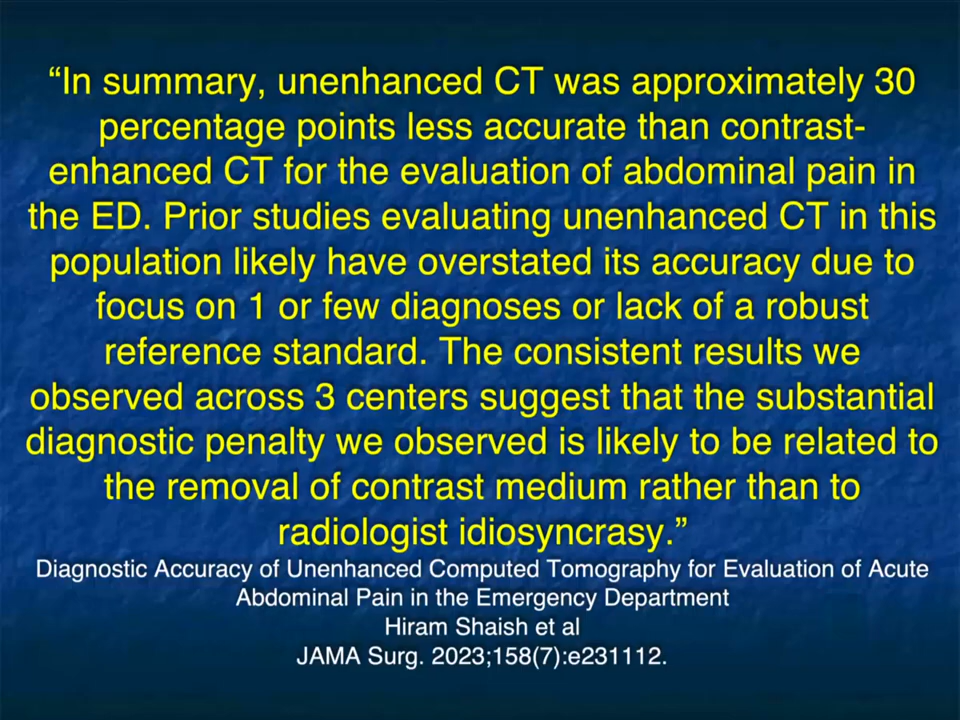 “In summary, unenhanced CT was approximately 30
percentage points less accurate than contrast-
enhanced CT for the evaluation of abdominal pain in
the ED. Prior studies evaluating unenhanced CT in this
population likely have overstated its accuracy due to
focus on 1 or few diagnoses or lack of a robust
reference standard. The consistent results we
observed across 3 centers suggest that the substantial
diagnostic penalty we observed is likely to be related to
the removal of contrast medium rather than to
radiologist idiosyncrasy.”
Diagnostic Accuracy of Unenhanced Computed Tomography for Evaluation of Acute
Abdominal Pain in the Emergency Department
Hiram Shaish et al
JAMA Surg. 2023;158(7):e231112.